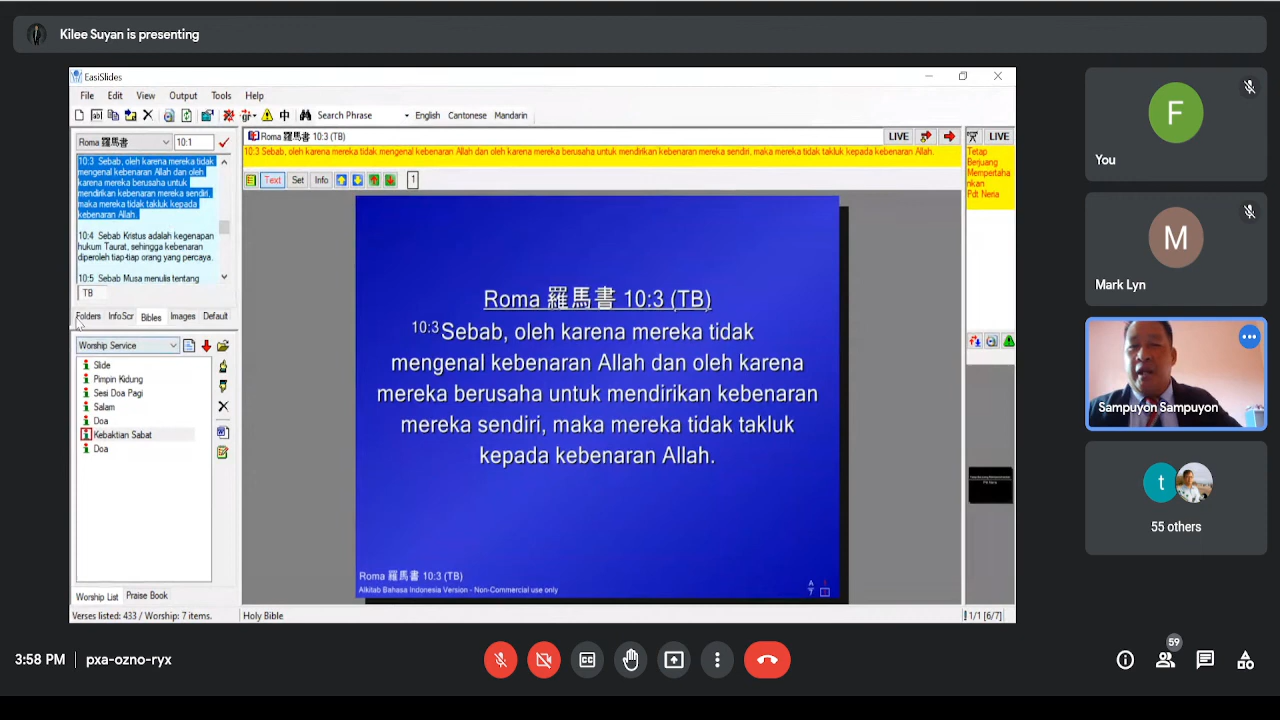 Kilee Suyan is presenting
EasiSlides
File Edit View Output Tools Help
Search Phrase English Cantonese Mandarin
Roma 羅馬書 10:1
10:3 Sebab, oleh karena mereka tidak
mengenal kebenaran Allah dan oleh
karena mereka berusaha untuk
mendirikan kebenaran mereka sendiri,
maka mereka tidak takluk kepada
kebenaran Allah.
10:4 Sebab Kristus adalah kegenapan
hukum Taurat, sehingga kebenaran
diperoleh tiap-tiap orang yang percaya.
10:5 Sebab Musa menulis tentang
TB
Folders InfoScr Bibles Images Default
Worship Service
Slide
Pimpin Kidung
Sesi Doa Pagi
Salam
Doa
Kebaktian Sabat
Doa
Worship List Praise Book
Verses listed: 433 / Worship: 7 items.
Roma 羅馬書 10:3 (TB)
LIVE
10:3 Sebab, oleh karena mereka tidak mengenal kebenaran Allah dan oleh karena mereka berusaha untuk mendirikan kebenaran mereka sendiri, maka mereka tidak takluk kepada kebenaran Allah.
Text Set Info 1
Roma 羅馬書 10:3 (TB)
10:3 Sebab, oleh karena mereka tidak
mengenal kebenaran Allah dan oleh karena
mereka berusaha untuk mendirikan kebenaran
mereka sendiri, maka mereka tidak takluk
kepada kebenaran Allah.
Roma 羅馬書 10:3 (TB)
Alkitab Bahasa Indonesia Version - Non-Commercial use only
Holy Bible
LIVE
Tetap
Berjuang
Mempertaha
nkan
Pdt Neria
1/1 [6/7]
F
You
M
Mark Lyn
Sampuyon Sampuyon
t
55 others
3:58 PM | pxa-ozno-ryx
59